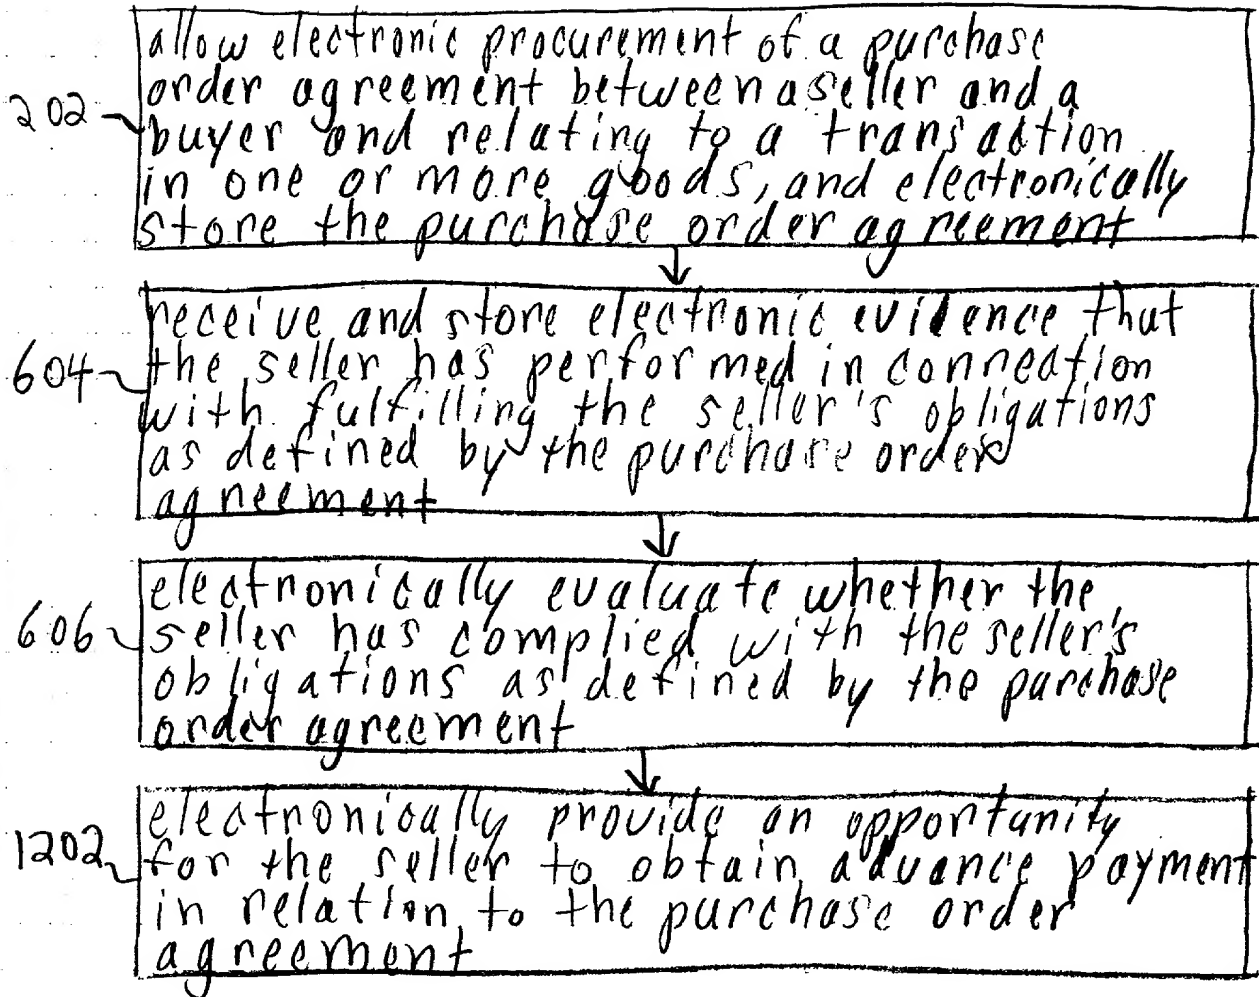 allow electronic procurement of a purchase
order agreement between a seller and a
202
buyer and relating to a transaction
in one or more goods, and electronically
store the purchase order agreement
receive and store electronic evidence that
604
the seller has performed in connection
with fulfilling the seller's obligations
as defined by the purchase order
agreement
electronically evaluate whether the
606
seller has complied with the seller's
obligations as defined by the purchase
order agreement
electronically provide an opportunity
1202
for the seller to obtain advance payment
in relation to the purchase order
agreement